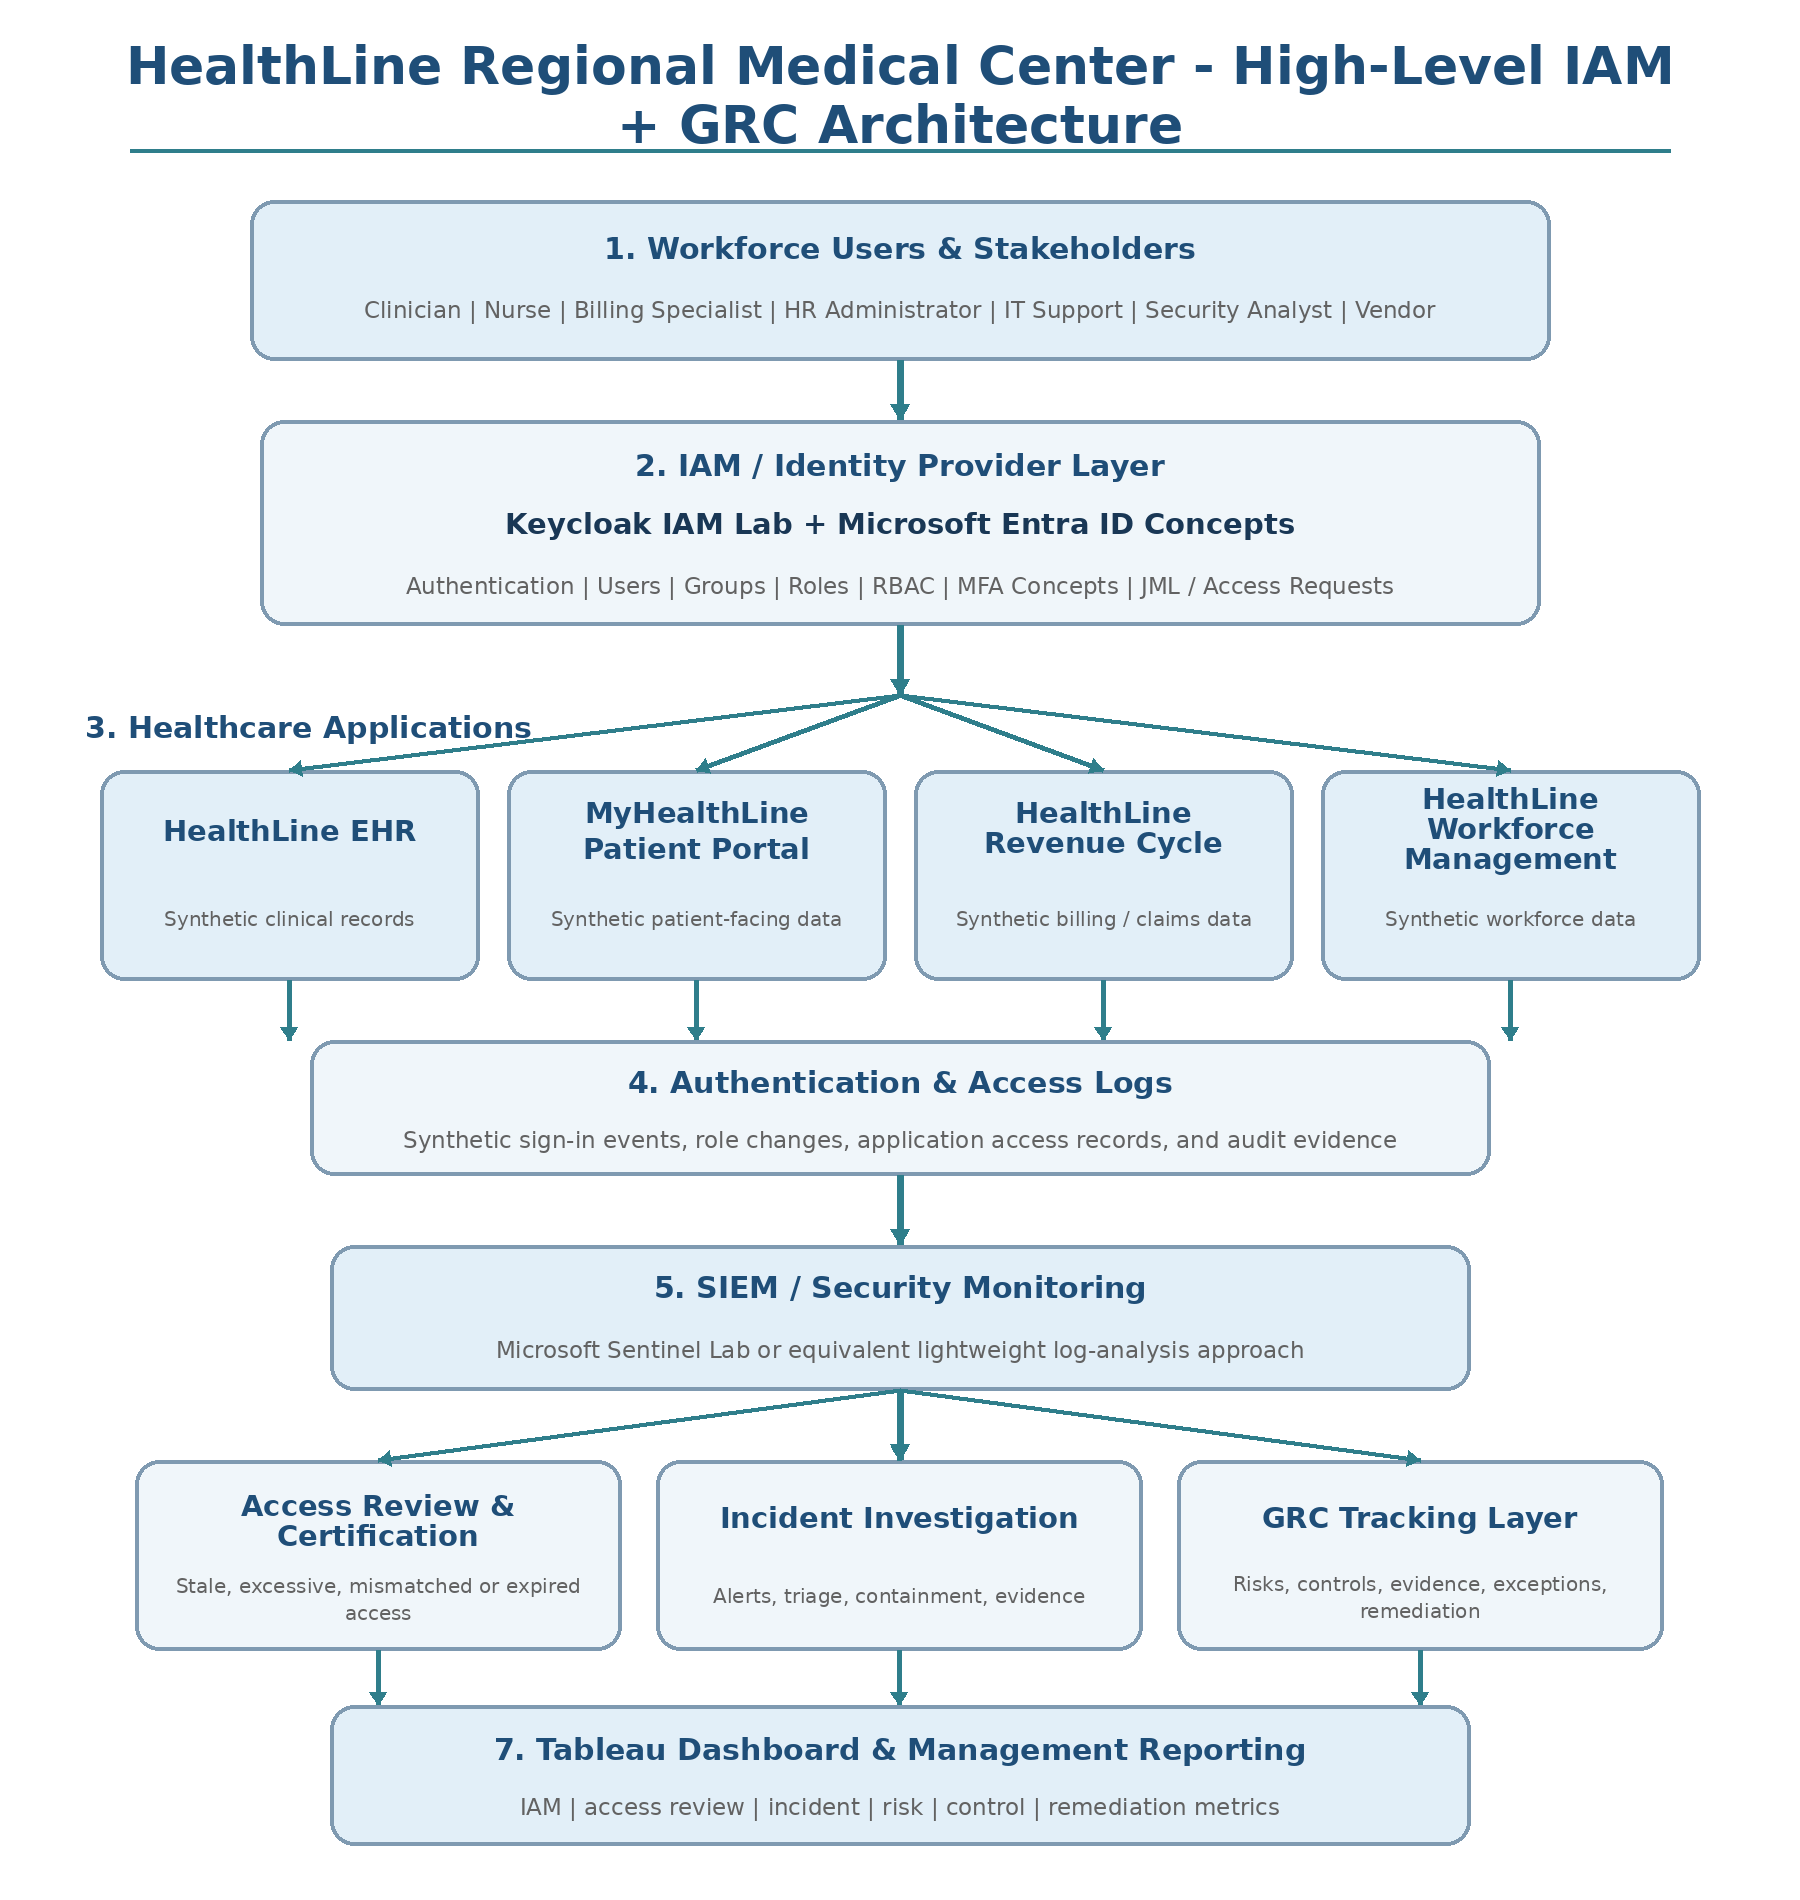 HealthLine Regional Medical Center - High-Level IAM
+ GRC Architecture
1. Workforce Users & Stakeholders
Clinician | Nurse | Billing Specialist | HR Administrator | IT Support | Security Analyst | Vendor
2. IAM / Identity Provider Layer
Keycloak IAM Lab + Microsoft Entra ID Concepts
Authentication | Users | Groups | Roles | RBAC | MFA Concepts | JML / Access Requests
3. Healthcare Applications
HealthLine EHR
Synthetic clinical records
MyHealthLine
Patient Portal
Synthetic patient-facing data
HealthLine
Revenue Cycle
Synthetic billing / claims data
HealthLine
Workforce
Management
Synthetic workforce data
4. Authentication & Access Logs
Synthetic sign-in events, role changes, application access records, and audit evidence
5. SIEM / Security Monitoring
Microsoft Sentinel Lab or equivalent lightweight log-analysis approach
Access Review &
Certification
Stale, excessive, mismatched or expired
access
Incident Investigation
Alerts, triage, containment, evidence
GRC Tracking Layer
Risks, controls, evidence, exceptions,
remediation
7. Tableau Dashboard & Management Reporting
IAM | access review | incident | risk | control | remediation metrics